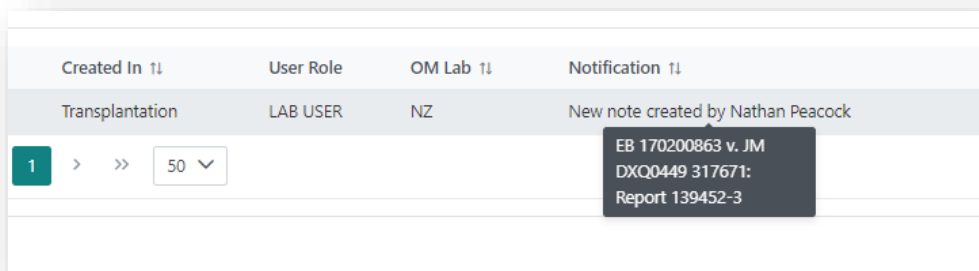 Created In User Role OM Lab Notification
Transplantation LAB USER NZ New note created by Nathan Peacock
EB 170200863 v. JM
DXQ0449 317671:
Report 139452-3
1 > >> 50